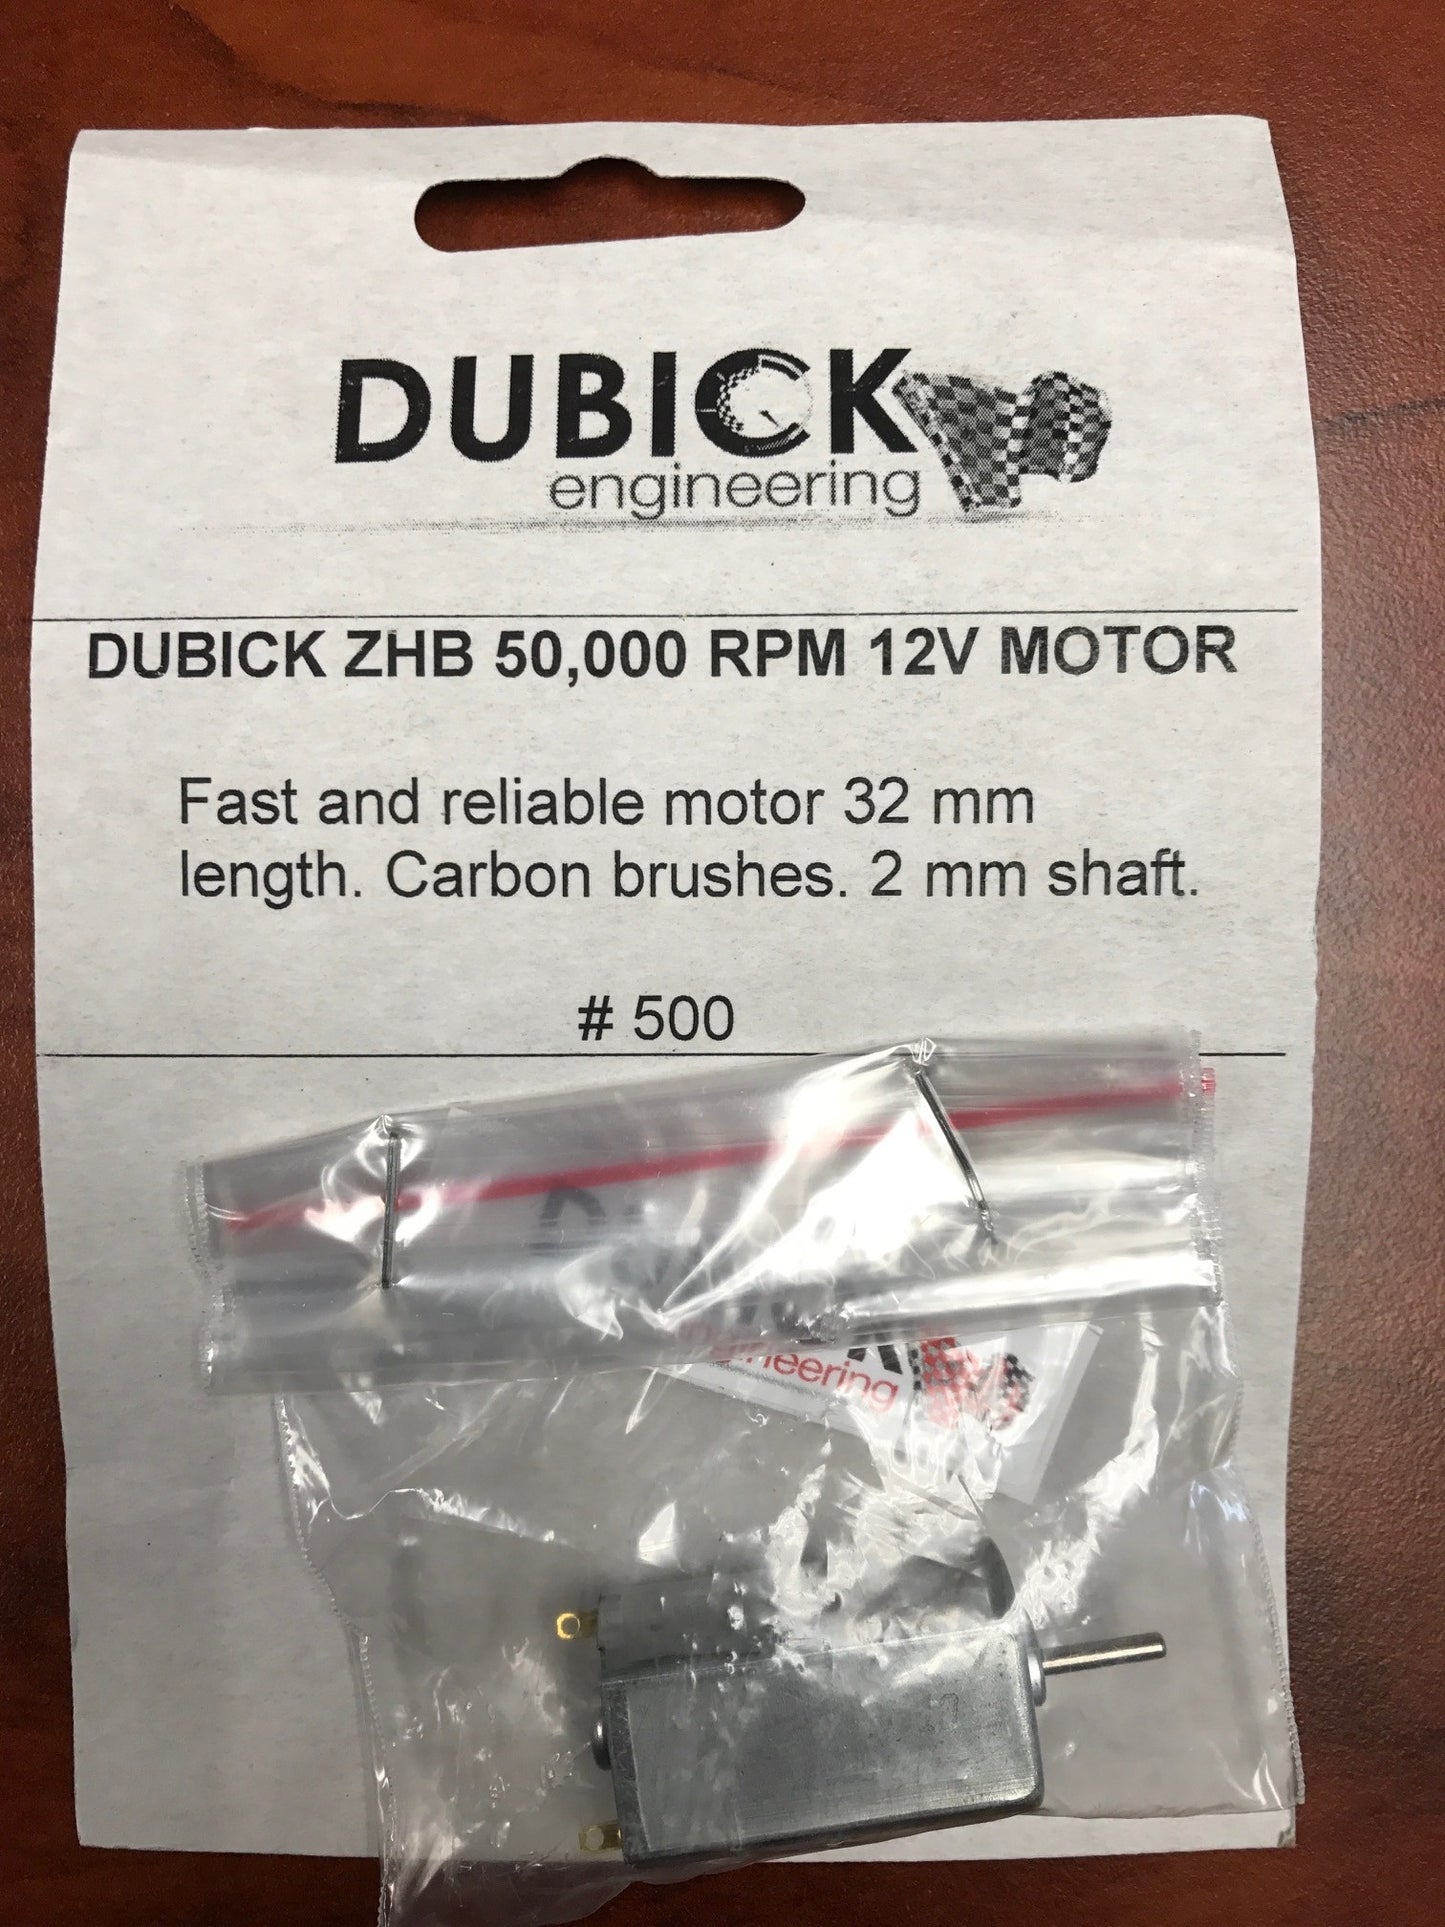 DUBICK
engineering
DUBICK ZHB 50,000 RPM 12V MOTOR
Fast and reliable motor 32 mm
length. Carbon brushes. 2 mm shaft.
# 500